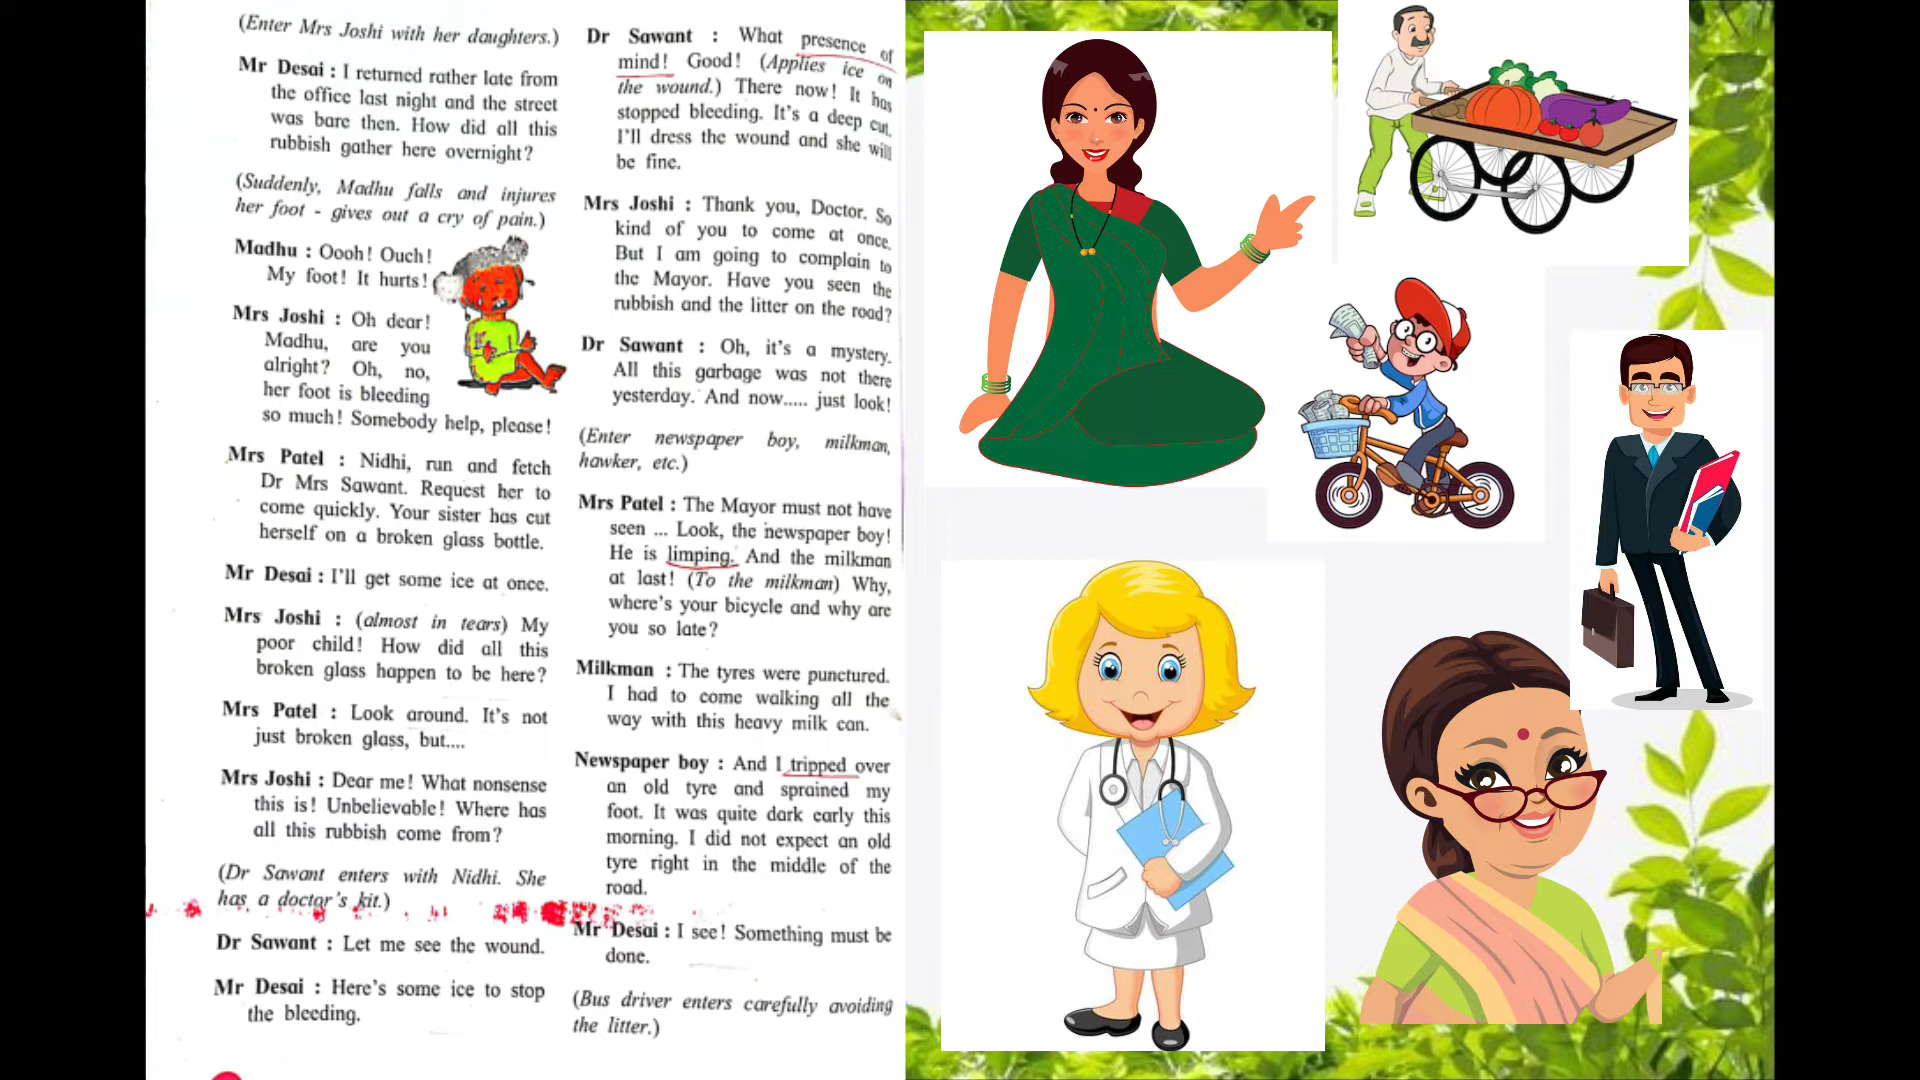 (Enter Mrs Joshi with her daughters.)
Mr Desai : I returned rather late from
the office last night and the street
was bare then. How did all this
rubbish gather here overnight?
(Suddenly, Madhu falls and injures
her foot - gives out a cry of pain.)
Madhu : Oooh! Ouch!
My foot! It hurts!
Mrs Joshi : Oh dear!
Madhu, are you
alright? Oh, no,
her foot is bleeding
so much! Somebody help, please!
Mrs Patel : Nidhi, run and fetch
Dr Mrs Sawant. Request her to
come quickly. Your sister has cut
herself on a broken glass bottle.
Mr Desai : I'll get some ice at once.
Mrs Joshi : (almost in tears) My
poor child! How did all this
broken glass happen to be here?
Mrs Patel : Look around. It's not
just broken glass, but....
Mrs Joshi : Dear me! What nonsense
this is! Unbelievable! Where has
all this rubbish come from?
(Dr Sawant enters with Nidhi. She
has a doctor's kit.)
Dr Sawant : Let me see the wound.
Mr Desai : Here's some ice to stop
the bleeding.
Dr Sawant : What presence of
mind! Good! (Applies ice on
the wound.) There now! It has
stopped bleeding. It's a deep cut.
I'll dress the wound and she will
be fine.
Mrs Joshi : Thank you, Doctor. So
kind of you to come at once.
But I am going to complain to
the Mayor. Have you seen the
rubbish and the litter on the road?
Dr Sawant : Oh, it's a mystery.
All this garbage was not there
yesterday. And now..... just look!
(Enter newspaper boy, milkman,
hawker, etc.)
Mrs Patel : The Mayor must not have
seen ... Look, the newspaper boy!
He is limping. And the milkman
at last! (To the milkman) Why,
where's your bicycle and why are
you so late?
Milkman : The tyres were punctured.
I had to come walking all the
way with this heavy milk can.
Newspaper boy : And I tripped over
an old tyre and sprained my
foot. It was quite dark early this
morning. I did not expect an old
tyre right in the middle of the
road.
Mr Desai : I see! Something must be
done.
(Bus driver enters carefully avoiding
the litter.)